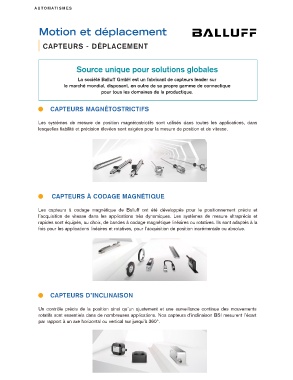 AUTOMATISMES
Motion et déplacement
BALLUFF
CAPTEURS - DÉPLACEMENT
Source unique pour solutions globales
La société Balluff GmbH est un fabricant de capteurs leader sur
le marché mondial, disposant, en outre de sa propre gamme de connectique
pour tous les domaines de la productique.
CAPTEURS MAGNÉTOSTRICTIFS
Les systèmes de mesure de position magnétostrictifs sont utilisés dans toutes les applications, dans
lesquelles fiabilité et précision élevées sont exigées pour la mesure de position et de vitesse.
CAPTEURS À CODAGE MAGNÉTIQUE
Les capteurs à codage magnétique de Balluff ont été développés pour le positionnement précis et
l'acquisition de vitesse dans les applications très dynamiques. Les systèmes de mesure ultraprécis et
rapides sont équipés, au choix, de bandes à codage magnétique linéaires ou rotatives. Ils sont adaptés à la
fois pour les applications linéaires et rotatives, pour l'acquisition de position incrémentale ou absolue.
CAPTEURS D'INCLINAISON
Un contrôle précis de la position ainsi qu'un ajustement et une surveillance continue des mouvements
rotatifs sont essentiels dans de nombreuses applications. Nos capteurs d'inclinaison BSI mesurent l'écart
par rapport à un axe horizontal ou vertical sur jusqu'à 360°.